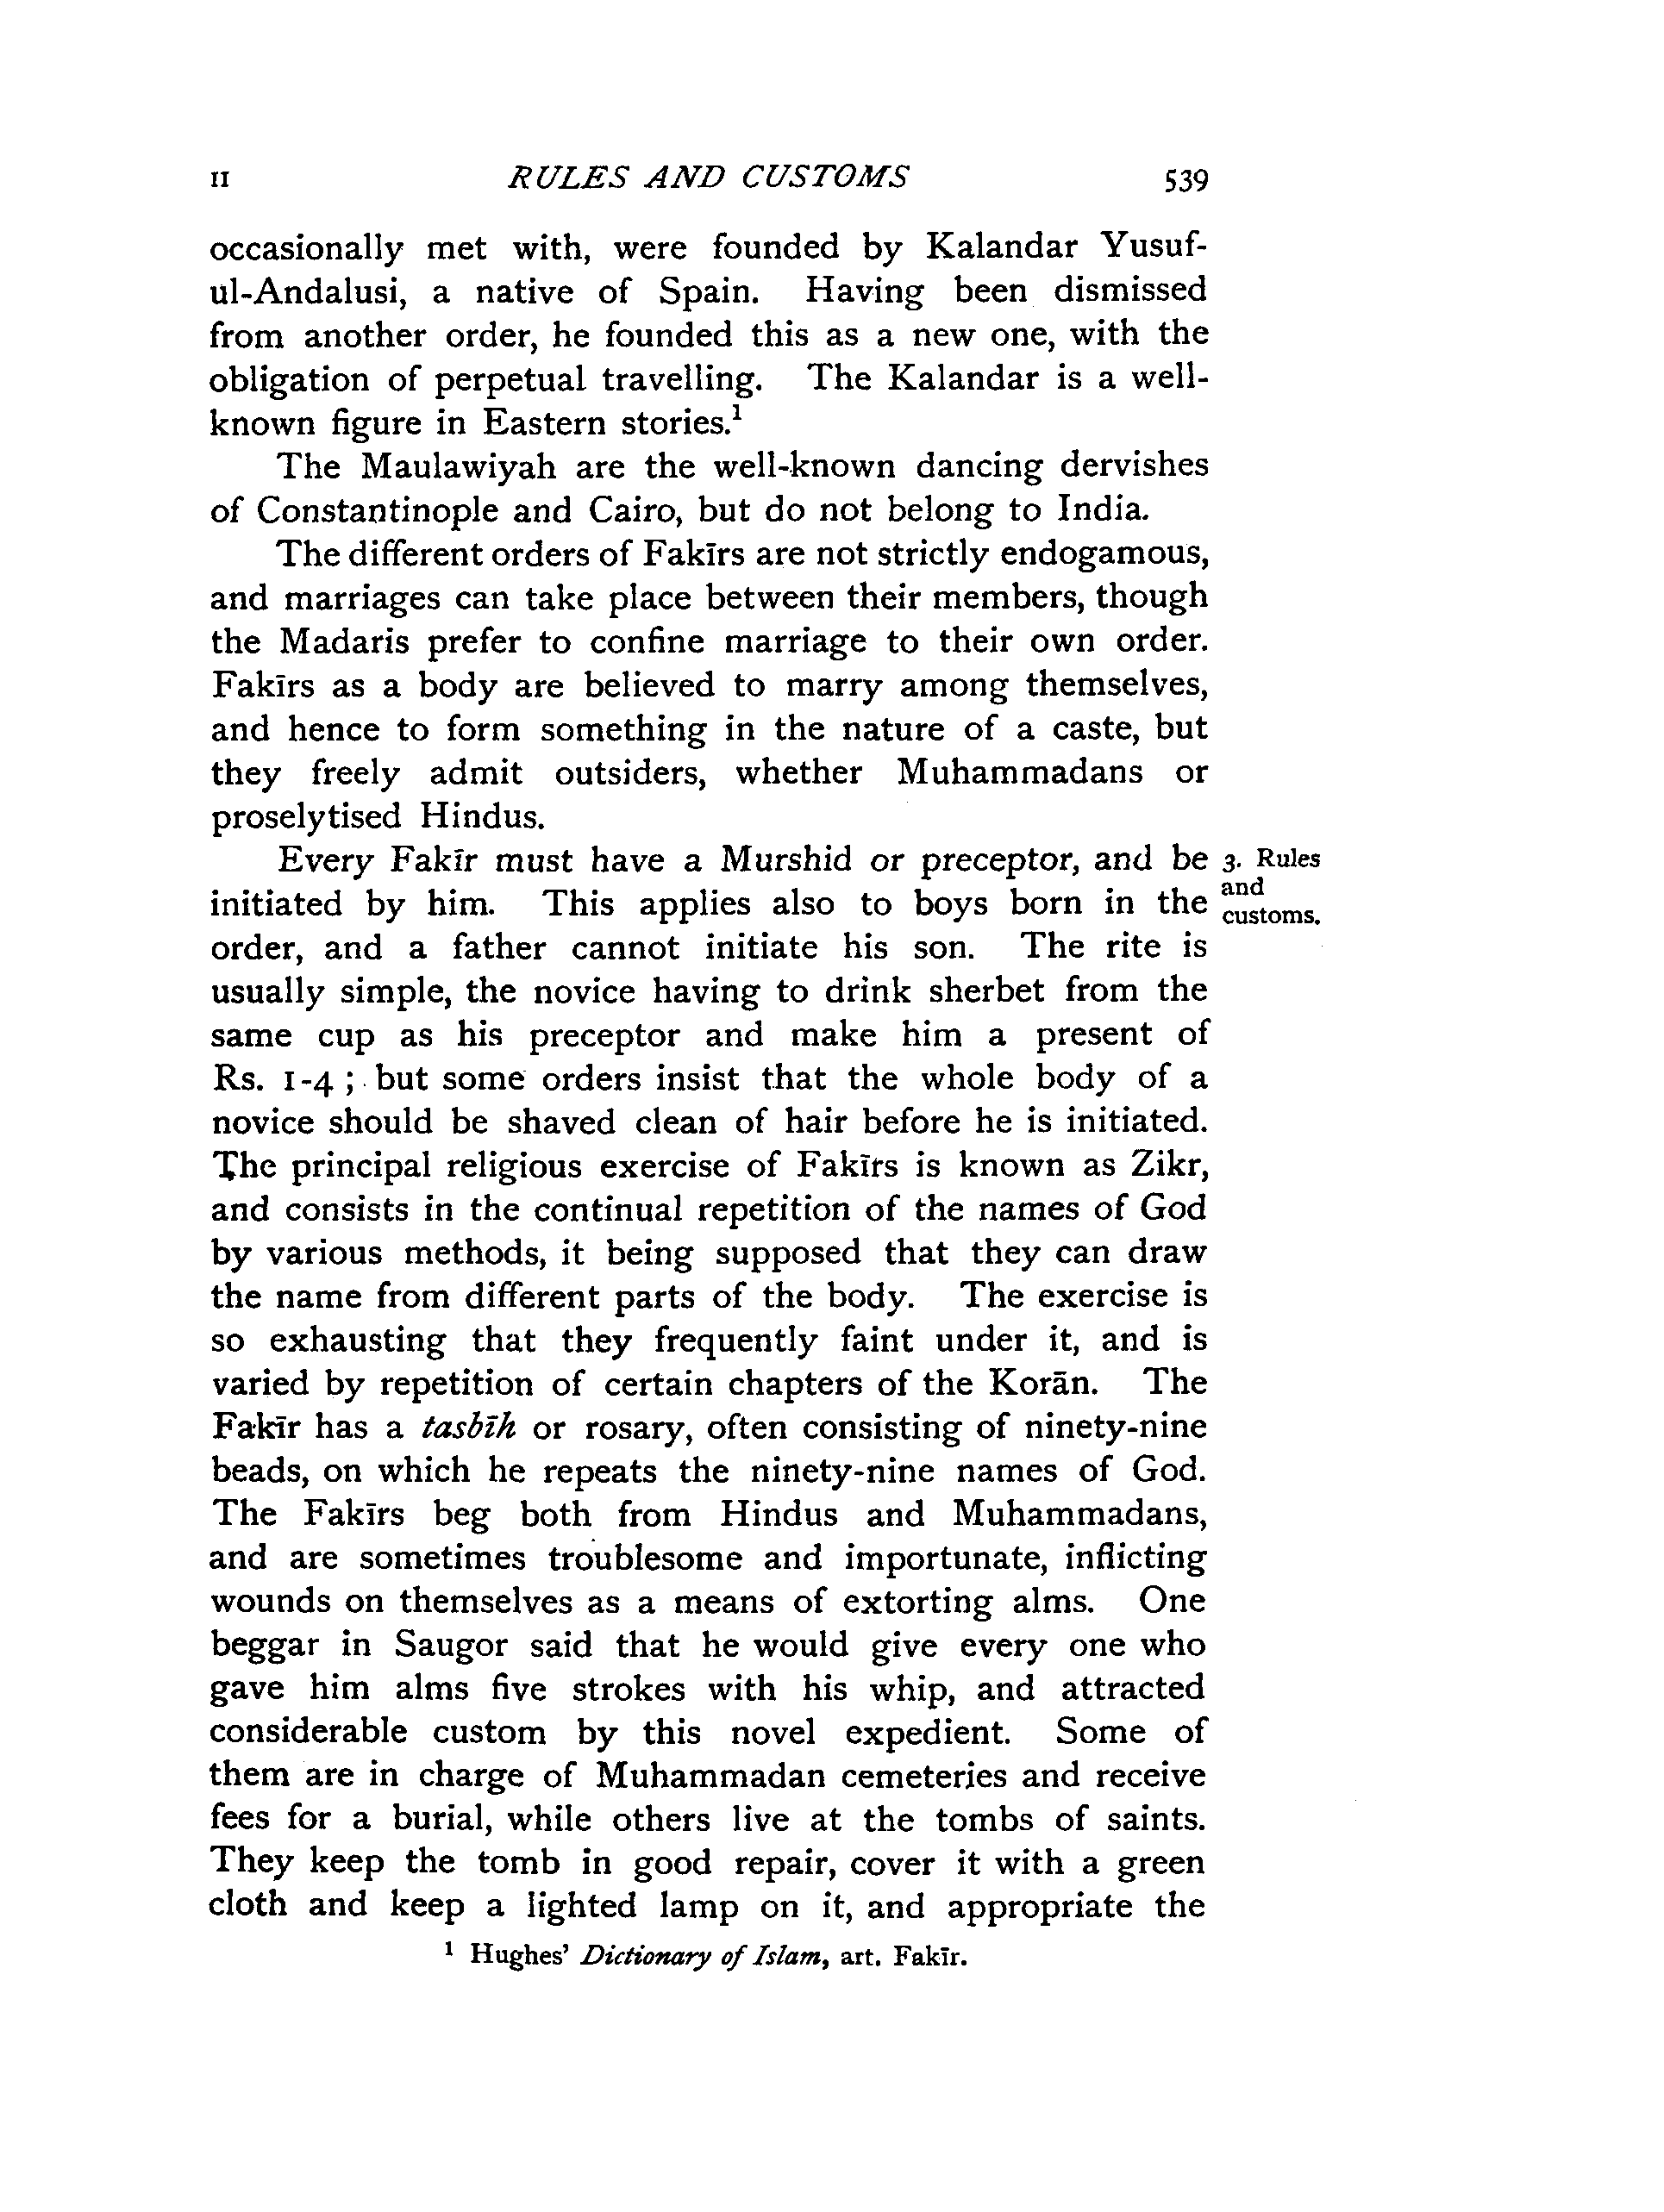 II RULES AND CUSTOMS 539
occasionally met with, were founded by Kalandar Yusuf-
ul-Andalusi, a native of Spain. Having been dismissed
from another order, he founded this as a new one, with the
obligation of perpetual travelling. The Kalandar is a well-
known figure in Eastern stories.¹
The Maulawiyah are the well-known dancing dervishes
of Constantinople and Cairo, but do not belong to India.
The different orders of Fakīrs are not strictly endogamous,
and marriages can take place between their members, though
the Madaris prefer to confine marriage to their own order.
Fakīrs as a body are believed to marry among themselves,
and hence to form something in the nature of a caste, but
they freely admit outsiders, whether Muhammadans or
proselytised Hindus.
Every Fakīr must have a Murshid or preceptor, and be
3. Rules
and
customs.
initiated by him. This applies also to boys born in the
order, and a father cannot initiate his son. The rite is
usually simple, the novice having to drink sherbet from the
same cup as his preceptor and make him a present of
Rs. 1-4 ; but some orders insist that the whole body of a
novice should be shaved clean of hair before he is initiated.
The principal religious exercise of Fakīrs is known as Zikr,
and consists in the continual repetition of the names of God
by various methods, it being supposed that they can draw
the name from different parts of the body. The exercise is
so exhausting that they frequently faint under it, and is
varied by repetition of certain chapters of the Korān. The
Fakīr has a tasbīh or rosary, often consisting of ninety-nine
beads, on which he repeats the ninety-nine names of God.
The Fakīrs beg both from Hindus and Muhammadans,
and are sometimes troublesome and importunate, inflicting
wounds on themselves as a means of extorting alms. One
beggar in Saugor said that he would give every one who
gave him alms five strokes with his whip, and attracted
considerable custom by this novel expedient. Some of
them are in charge of Muhammadan cemeteries and receive
fees for a burial, while others live at the tombs of saints.
They keep the tomb in good repair, cover it with a green
cloth and keep a lighted lamp on it, and appropriate the
¹ Hughes' Dictionary of Islam, art. Fakīr.